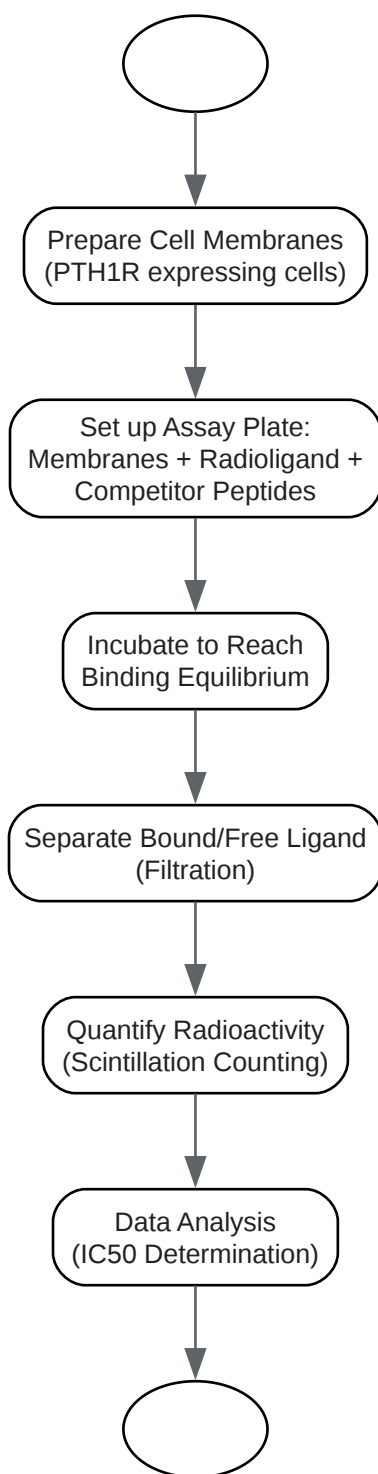 Prepare Cell Membranes
(PTH1R expressing cells)
Set up Assay Plate:
Membranes + Radioligand +
Competitor Peptides
Incubate to Reach
Binding Equilibrium
Separate Bound/Free Ligand
(Filtration)
Quantify Radioactivity
(Scintillation Counting)
Data Analysis
(IC50 Determination)